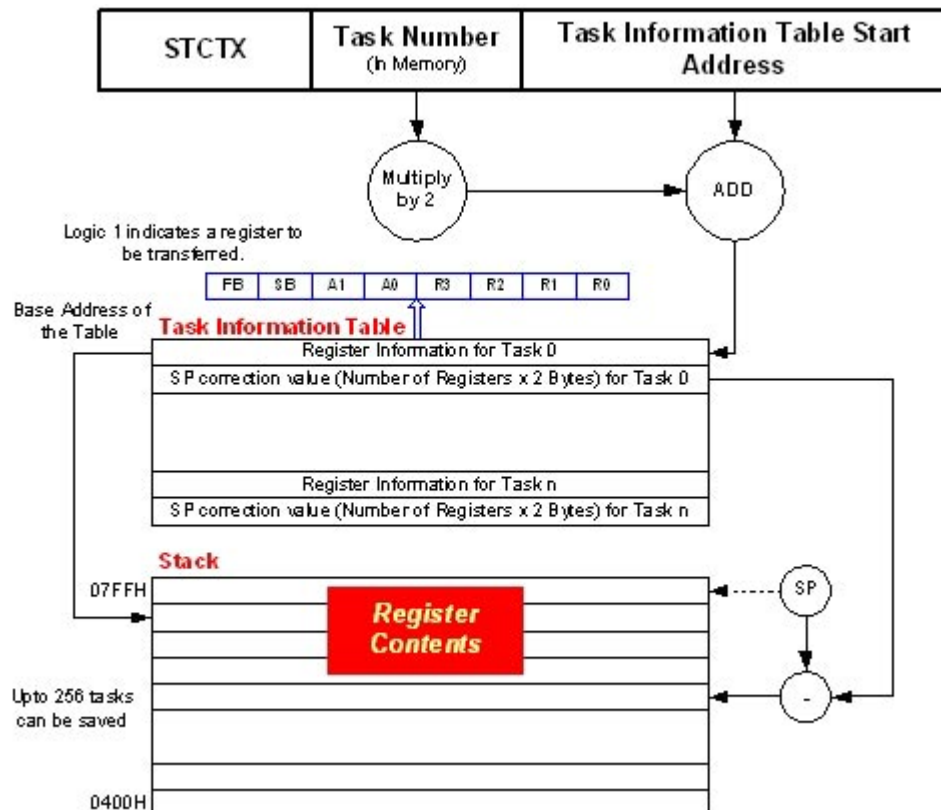 STCTX
Task Number
(In Memory)
Task Information Table Start
Address
Multiply
by 2
ADD
Logic 1 indicates a register to
be transferred.
FB SB A1 A0 R3 R2 R1 R0
Base Address of
the Table
Task Information Table
Register Information for Task 0
SP correction value (Number of Registers x 2 Bytes) for Task 0
Register Information for Task n
SP correction value (Number of Registers x 2 Bytes) for Task n
Stack
07FFH
Register
Contents
SP
-
Upto 256 tasks
can be saved
0400H